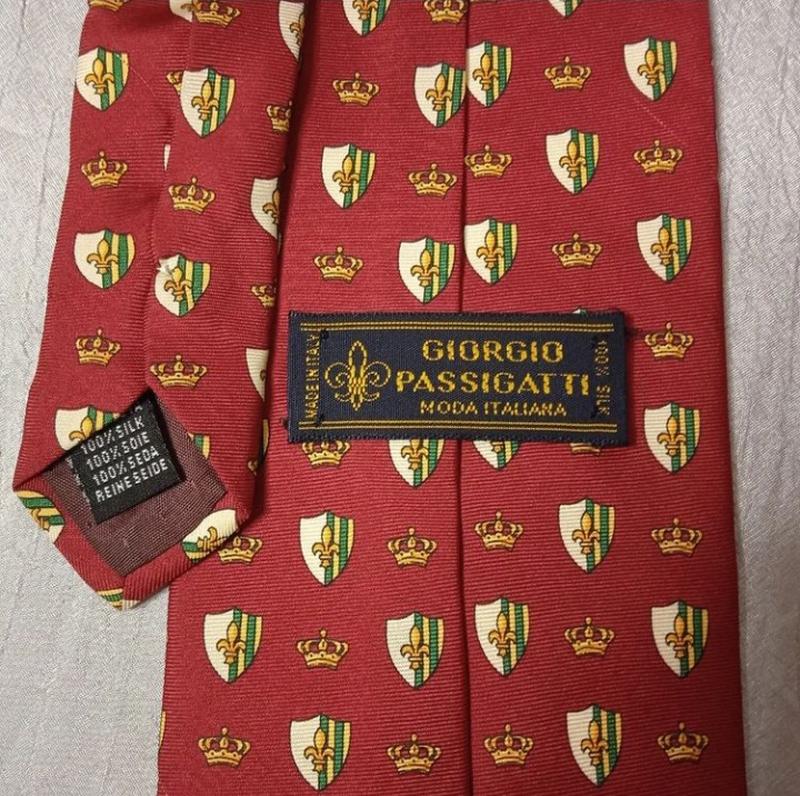 MADE IN ITALY
GIORGIO
PASSIGATTI
MODA ITALIANA
100% SILK
100% SILK
100% SOIE
100% SEDA
REINE SEIDE